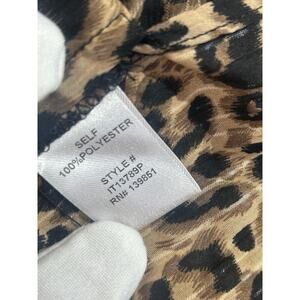 SELF
100%POLYESTER
STYLE #
IT13789P
RN# 139851